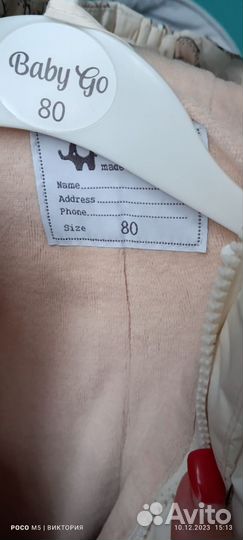 Baby Go
80
made
Name
Address
Phone
Size 80
POCO M5 | ВИКТОРИЯ
10.12.2023 15:13
Avito